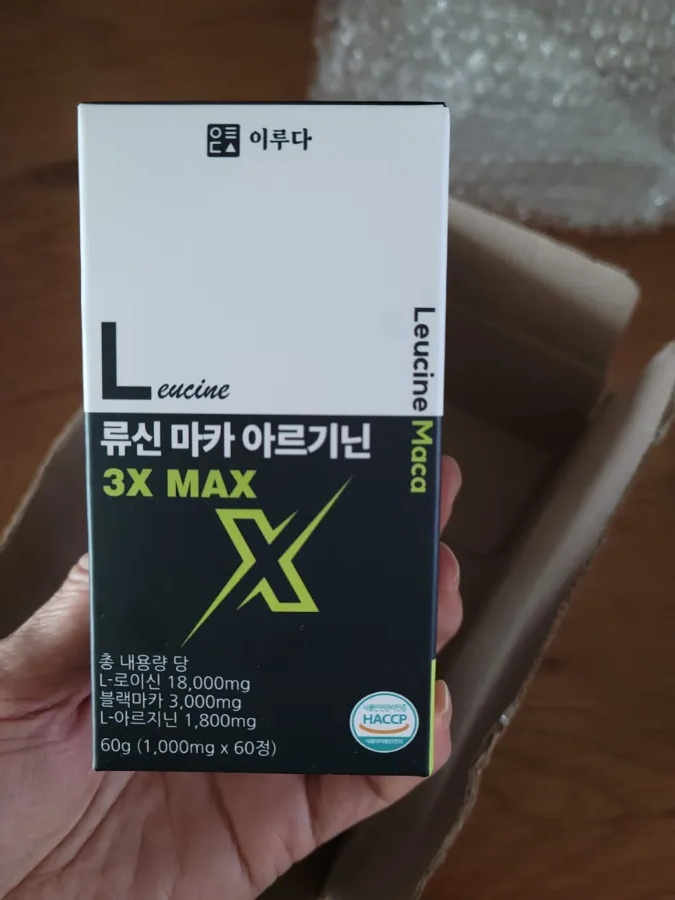 이루다
Leucine
류신 마카 아르기닌
3X MAX
X
Leucine Maca
총 내용량 당
L-로이신 18,000mg
블랙마카 3,000mg
L-아르지닌 1,800mg
60g (1,000mg x 60정)
HACCP